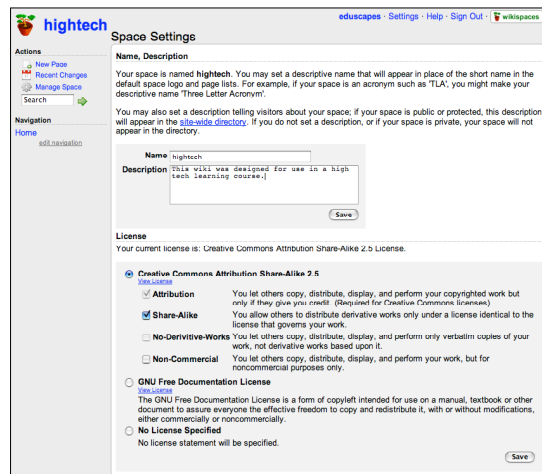 hightech
eduscapes · Settings · Help · Sign Out · wikispaces
Space Settings
Actions
New Page
Recent Changes
Manage Space
Search
Navigation
Home
edit navigation
Name, Description
Your space is named hightech. You may set a descriptive name that will appear in place of the short name in the
default space logo and page lists. For example, if your space is an acronym such as 'TLA', you might make your
descriptive name 'Three Letter Acronym'.
You may also set a description telling visitors about your space; if your space is public or protected, this description
will appear in the site-wide directory. If you do not set a description, or if your space is private, your space will not
appear in the directory.
Name hightech
Description This wiki was designed for use in a high
tech learning course.
Save
License
Your current license is: Creative Commons Attribution Share-Alike 2.5 License.
Creative Commons Attribution Share-Alike 2.5
View License
Attribution You let others copy, distribute, display, and perform your copyrighted work but
only if they give you credit. (Required for Creative Commons licenses)
Share-Alike You allow others to distribute derivative works only under a license identical to the
license that governs your work.
No-Derivitive-Works You let others copy, distribute, display, and perform only verbatim copies of your
work, not derivative works based upon it.
Non-Commercial You let others copy, distribute, display, and perform your work, but for
noncommercial purposes only.
GNU Free Documentation License
View License
The GNU Free Documentation License is a form of copyleft intended for use on a manual, textbook or other
document to assure everyone the effective freedom to copy and redistribute it, with or without modifications,
either commercially or noncommercially.
No License Specified
No license statement will be specified.
Save